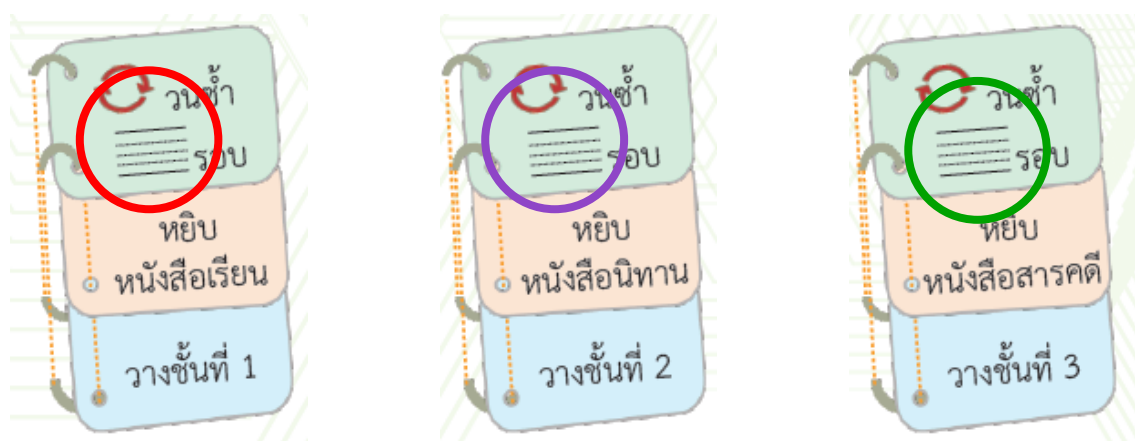 วนซ้ำ
รอบ
หยิบ
หนังสือเรียน
วางชั้นที่ 1
วนซ้ำ
รอบ
หยิบ
หนังสือนิทาน
วางชั้นที่ 2
วนซ้ำ
รอบ
หยิบ
หนังสือสารคดี
วางชั้นที่ 3